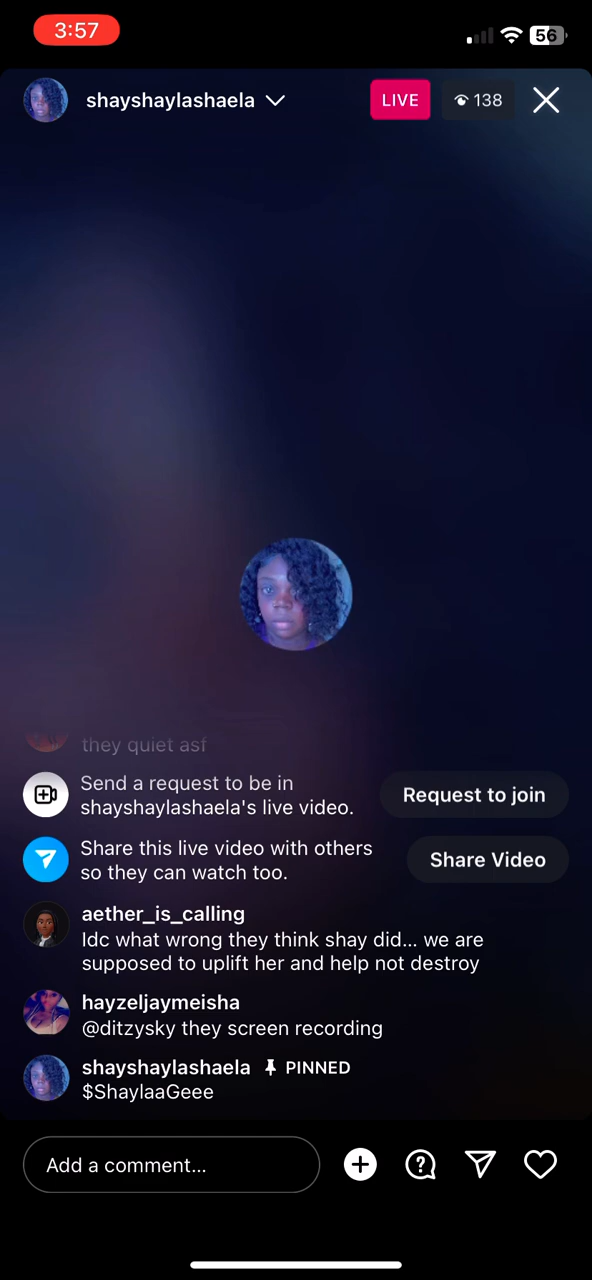 3:57
56
shayshaylashaela
LIVE
138
they quiet asf
Send a request to be in
shayshaylashaela's live video.
Request to join
Share this live video with others
so they can watch too.
Share Video
aether_is_calling
Idc what wrong they think shay did... we are
supposed to uplift her and help not destroy
hayzeljaymeisha
@ditzysky they screen recording
shayshaylashaela PINNED
$ShaylaaGeee
Add a comment...